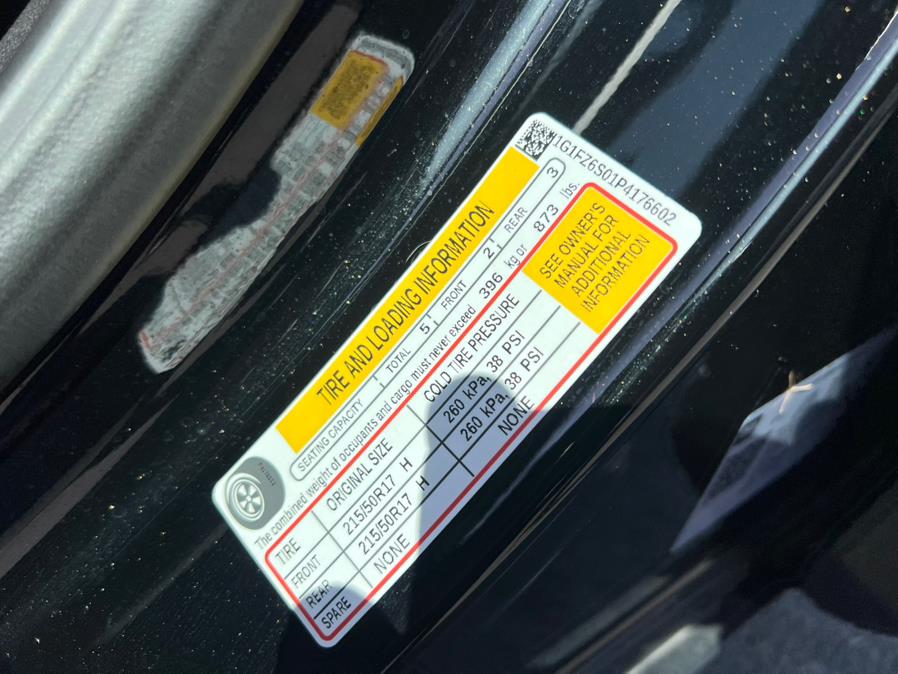 1G1FZ6S01P4176602
TIRE AND LOADING INFORMATION
SEATING CAPACITY TOTAL 5 FRONT 2 REAR 3
The combined weight of occupants and cargo must never exceed 396 kg or 873 lbs.
TIRE ORIGINAL SIZE COLD TIRE PRESSURE
FRONT 215/50R17 H 260 kPa, 38 PSI
REAR 215/50R17 H 260 kPa, 38 PSI
SPARE NONE NONE
SEE OWNER'S
MANUAL FOR
ADDITIONAL
INFORMATION